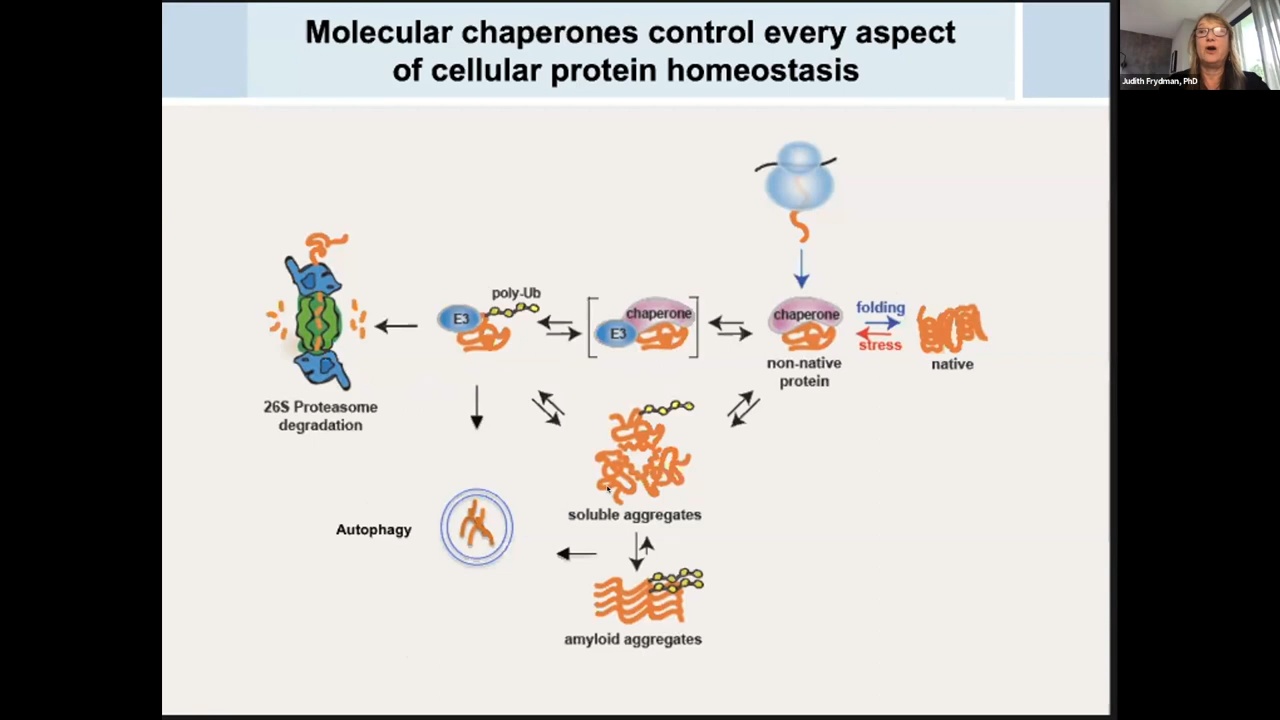 Molecular chaperones control every aspect
of cellular protein homeostasis
Judith Frydman, PhD
poly-Ub
E3
chaperone
E3
chaperone
folding
stress
non-native
protein
native
26S Proteasome
degradation
soluble aggregates
Autophagy
amyloid aggregates